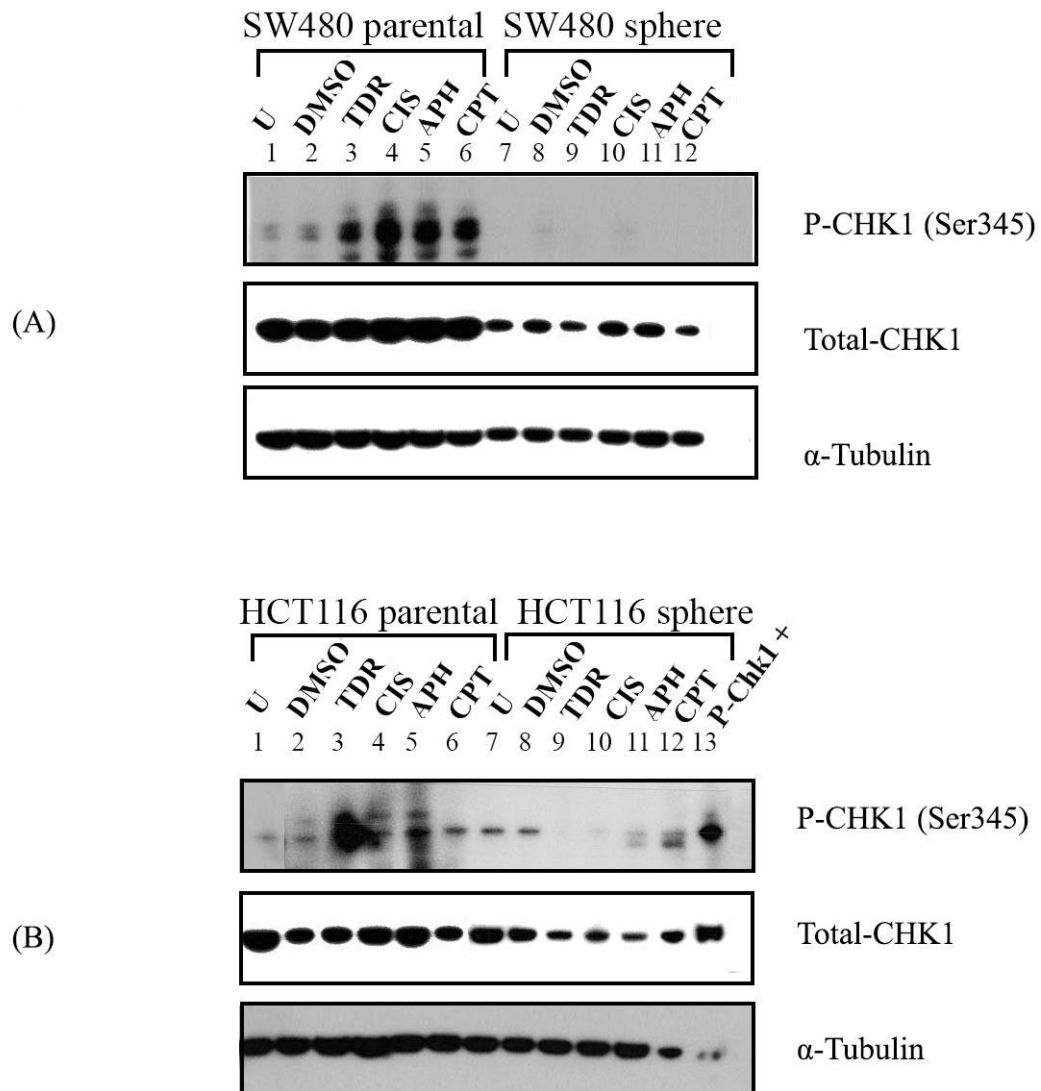 SW480 parental SW480 sphere
U DMSO TDR CIS APH CPT U DMSO TDR CIS APH CPT
1 2 3 4 5 6 7 8 9 10 11 12
P-CHK1 (Ser345)
(A)
Total-CHK1
α-Tubulin
HCT116 parental HCT116 sphere
U DMSO TDR CIS APH CPT U DMSO TDR CIS APH CPT P-Chk1 +
1 2 3 4 5 6 7 8 9 10 11 12 13
P-CHK1 (Ser345)
(B)
Total-CHK1
α-Tubulin